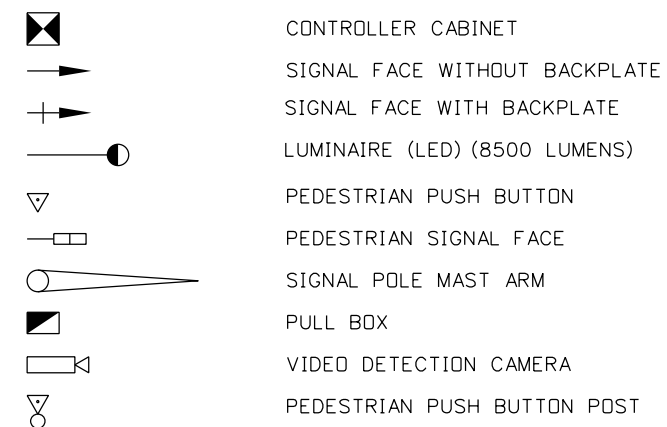 CONTROLLER CABINET
SIGNAL FACE WITHOUT BACKPLATE
SIGNAL FACE WITH BACKPLATE
LUMINAIRE (LED) (8500 LUMENS)
PEDESTRIAN PUSH BUTTON
PEDESTRIAN SIGNAL FACE
SIGNAL POLE MAST ARM
PULL BOX
VIDEO DETECTION CAMERA
PEDESTRIAN PUSH BUTTON POST